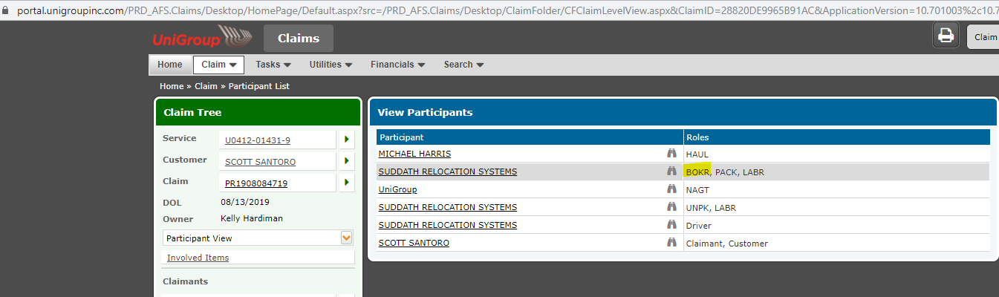 portal.unigroupinc.com/PRD_AFS.Claims/Desktop/HomePage/Default.aspx?src=/PRD_AFS.Claims/Desktop/ClaimFolder/CFClaimLevelView.aspx&ClaimID=28820DE9965B91AC&ApplicationVersion=10.701003%2c10.7
UniGroup Claims Claim
Home Claim Tasks Utilities Financials Search
Home » Claim » Participant List
Claim Tree
Service U0412-01431-9
Customer SCOTT SANTORO
Claim PR1908084719
DOL 08/13/2019
Owner Kelly Hardiman
Participant View
Involved Items
Claimants
View Participants
Participant Roles
MICHAEL HARRIS HAUL
SUDDATH RELOCATION SYSTEMS BOKR, PACK, LABR
UniGroup NAGT
SUDDATH RELOCATION SYSTEMS UNPK, LABR
SUDDATH RELOCATION SYSTEMS Driver
SCOTT SANTORO Claimant, Customer